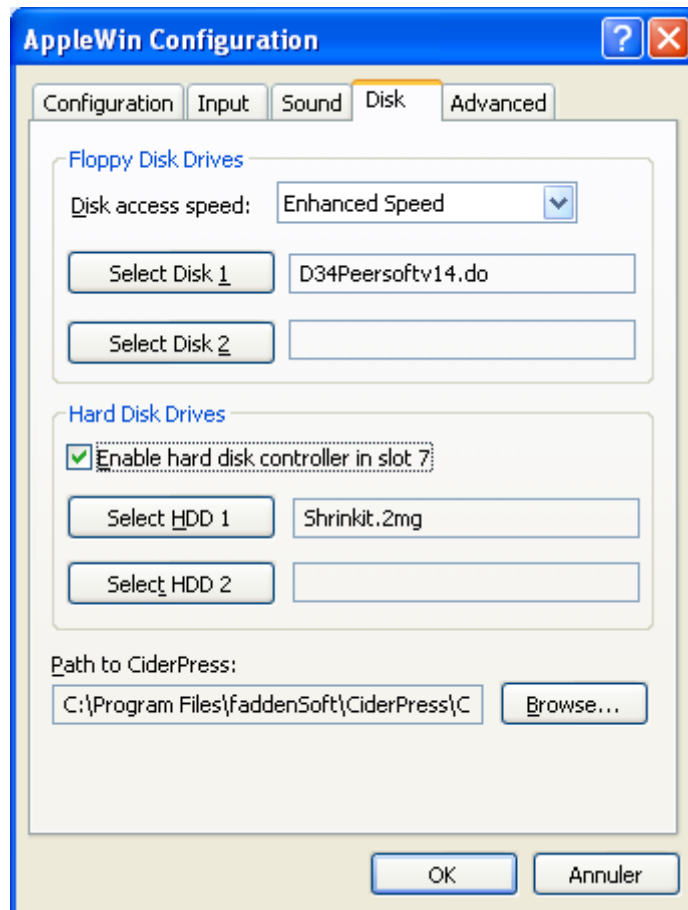 AppleWin Configuration
Configuration Input Sound Disk Advanced
Floppy Disk Drives
Disk access speed: Enhanced Speed
Select Disk 1 D34Peersoftv14.do
Select Disk 2
Hard Disk Drives
Enable hard disk controller in slot 7
Select HDD 1 Shrinkit.2mg
Select HDD 2
Path to CiderPress:
C:\Program Files\faddenSoft\CiderPress\C Browse...
OK Annuler